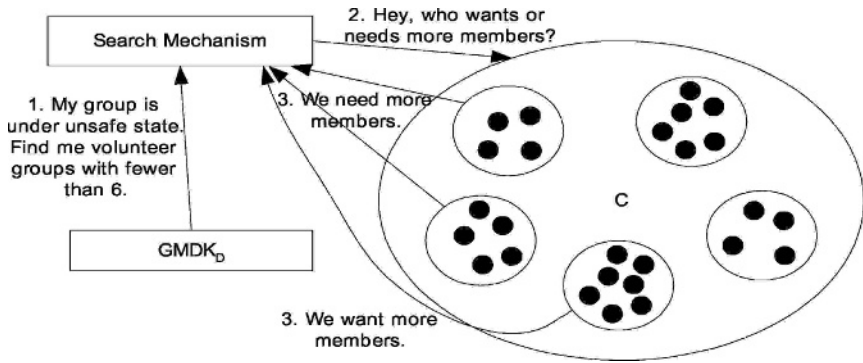 Search Mechanism
2. Hey, who wants or
needs more members?
1. My group is
under unsafe state.
Find me volunteer
groups with fewer
than 6.
3. We need more
members.
C
GMDK_D
3. We want more
members.